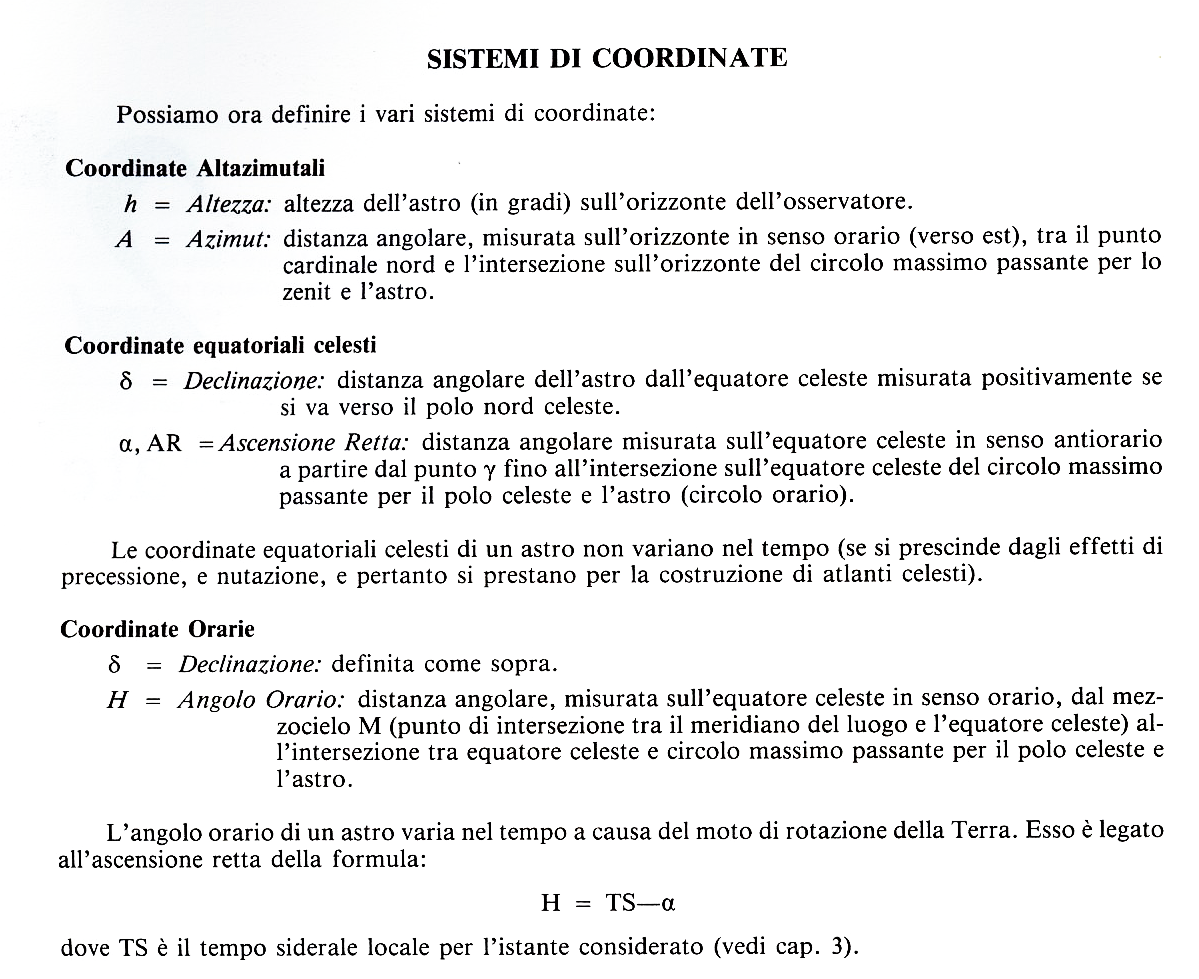 SISTEMI DI COORDINATE
Possiamo ora definire i vari sistemi di coordinate:
Coordinate Altazimutali
h = Altezza: altezza dell'astro (in gradi) sull'orizzonte dell'osservatore.
A = Azimut: distanza angolare, misurata sull'orizzonte in senso orario (verso est), tra il punto
cardinale nord e l'intersezione sull'orizzonte del circolo massimo passante per lo
zenit e l'astro.
Coordinate equatoriali celesti
δ = Declinazione: distanza angolare dell'astro dall'equatore celeste misurata positivamente se
si va verso il polo nord celeste.
α, AR = Ascensione Retta: distanza angolare misurata sull'equatore celeste in senso antiorario
a partire dal punto γ fino all'intersezione sull'equatore celeste del circolo massimo
passante per il polo celeste e l'astro (circolo orario).
Le coordinate equatoriali celesti di un astro non variano nel tempo (se si prescinde dagli effetti di
precessione, e nutazione, e pertanto si prestano per la costruzione di atlanti celesti).
Coordinate Orarie
δ = Declinazione: definita come sopra.
H = Angolo Orario: distanza angolare, misurata sull'equatore celeste in senso orario, dal mez-
zocielo M (punto di intersezione tra il meridiano del luogo e l'equatore celeste) al-
l'intersezione tra equatore celeste e circolo massimo passante per il polo celeste e
l'astro.
L'angolo orario di un astro varia nel tempo a causa del moto di rotazione della Terra. Esso è legato
all'ascensione retta della formula:
H = TS—α
dove TS è il tempo siderale locale per l'istante considerato (vedi cap. 3).